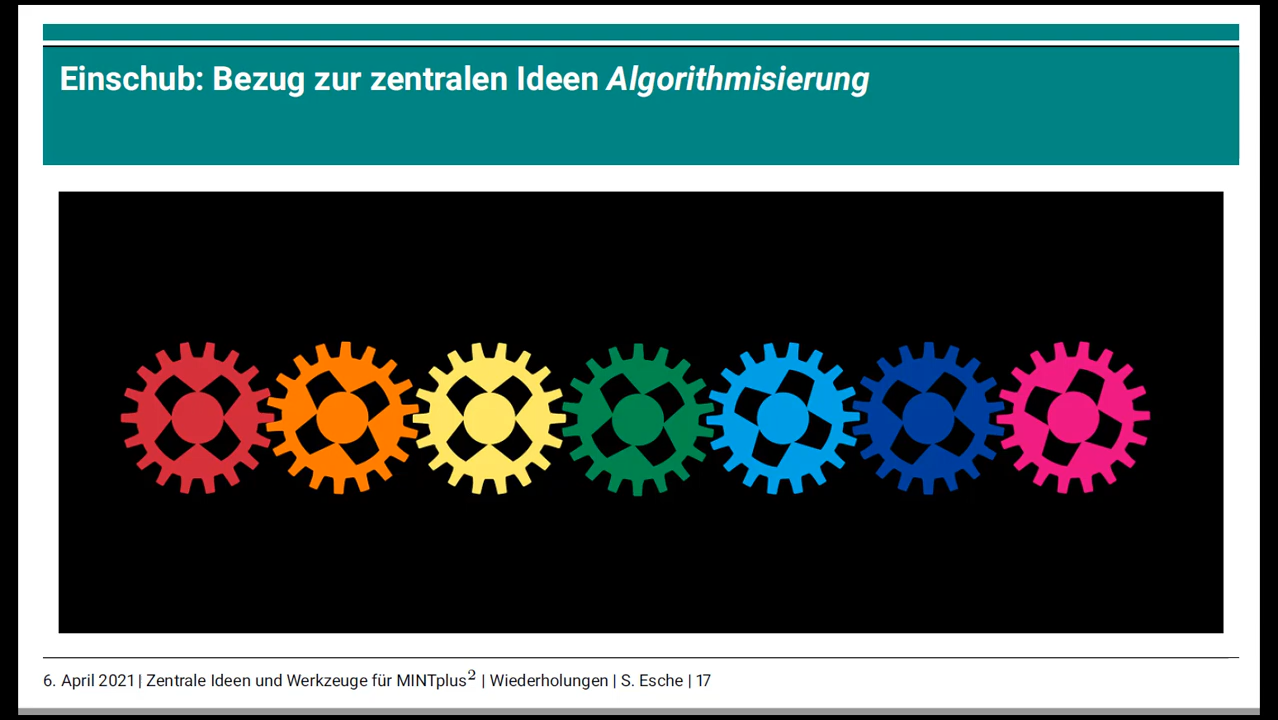 Einschub: Bezug zur zentralen Ideen Algorithmisierung
6. April 2021 | Zentrale Ideen und Werkzeuge für MINTplus² | Wiederholungen | S. Esche | 17